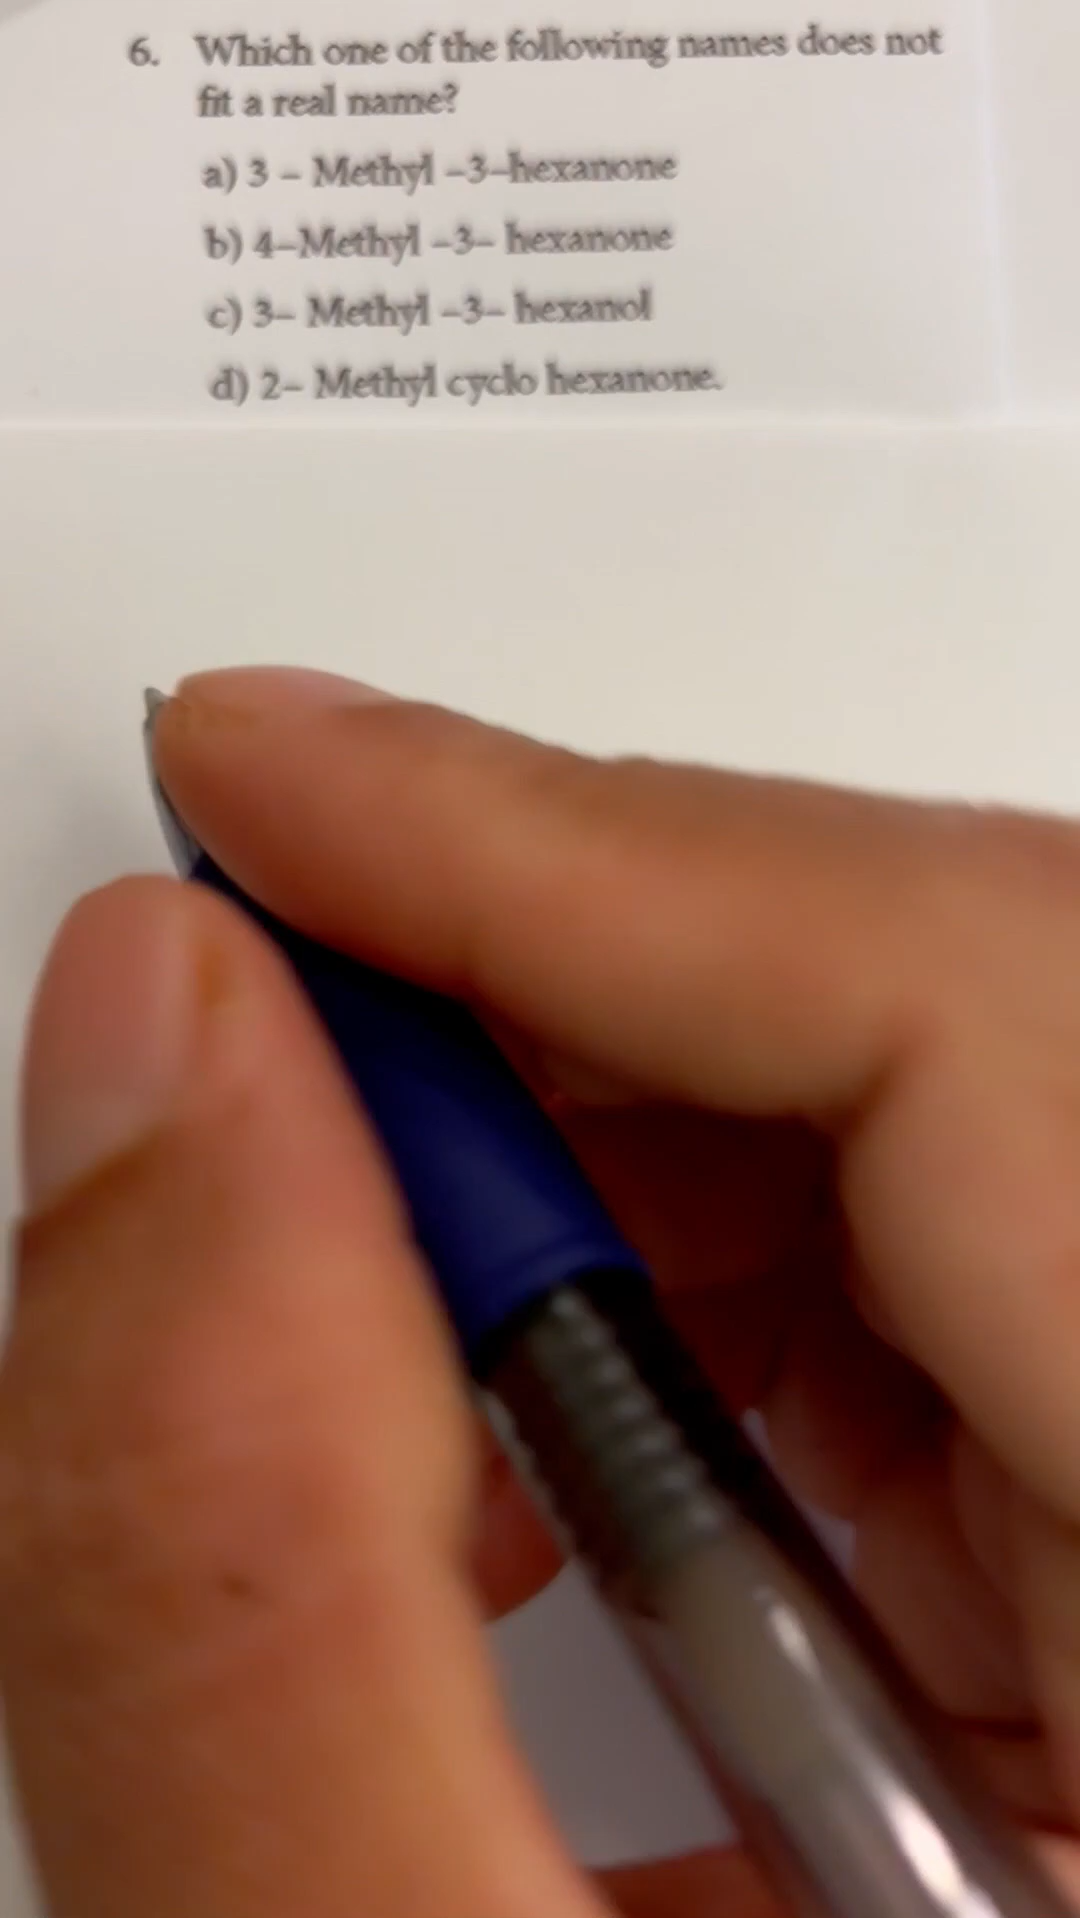 6. Which one of the following names does not
fit a real name?
a) 3 – Methyl –3–hexanone
b) 4–Methyl –3– hexanone
c) 3– Methyl –3– hexanol
d) 2– Methyl cyclo hexanone.